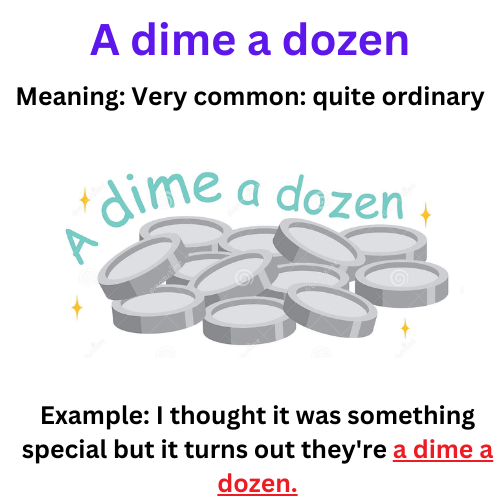 A dime a dozen
Meaning: Very common: quite ordinary
A dime a dozen
Example: I thought it was something
special but it turns out they're a dime a
dozen.